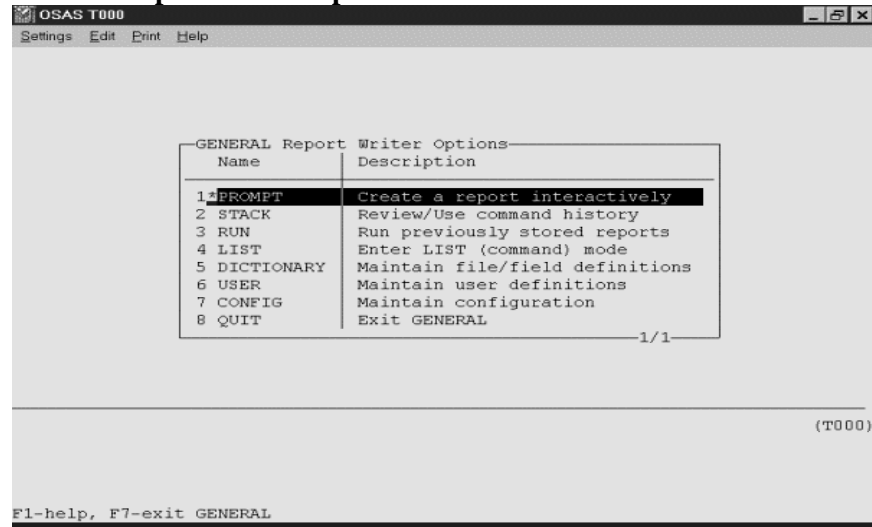 OSAS T000
Settings Edit Print Help
GENERAL Report Writer Options
Name Description
1*PROMPT Create a report interactively
2 STACK Review/Use command history
3 RUN Run previously stored reports
4 LIST Enter LIST (command) mode
5 DICTIONARY Maintain file/field definitions
6 USER Maintain user definitions
7 CONFIG Maintain configuration
8 QUIT Exit GENERAL
1/1
(T000)
F1-help, F7-exit GENERAL